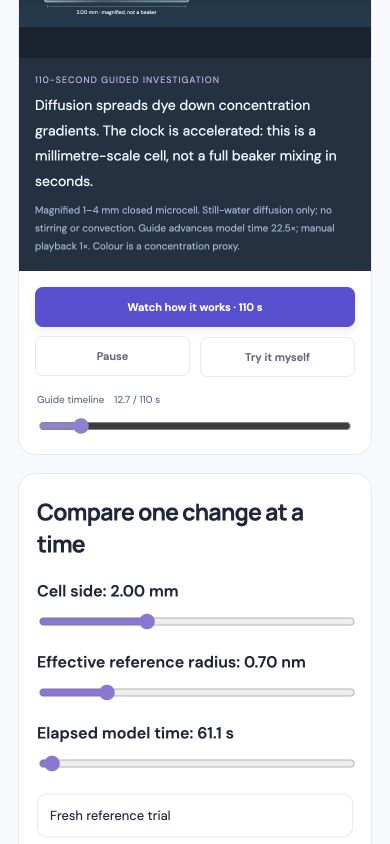 2.00 mm · magnified, not a beaker
110-SECOND GUIDED INVESTIGATION
Diffusion spreads dye down concentration
gradients. The clock is accelerated: this is a
millimetre-scale cell, not a full beaker mixing in
seconds.
Magnified 1–4 mm closed microcell. Still-water diffusion only; no
stirring or convection. Guide advances model time 22.5×; manual
playback 1×. Colour is a concentration proxy.
Watch how it works · 110 s
Pause
Try it myself
Guide timeline 12.7 / 110 s
Compare one change at a
time
Cell side: 2.00 mm
Effective reference radius: 0.70 nm
Elapsed model time: 61.1 s
Fresh reference trial